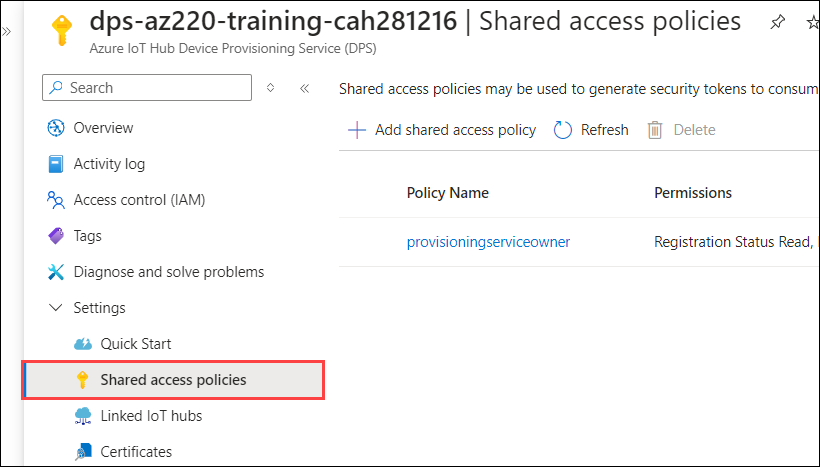 dps-az220-training-cah281216 | Shared access policies
Azure IoT Hub Device Provisioning Service (DPS)
Search
Overview
Activity log
Access control (IAM)
Tags
Diagnose and solve problems
Settings
Quick Start
Shared access policies
Linked IoT hubs
Certificates
Shared access policies may be used to generate security tokens to consum
Add shared access policy Refresh Delete
Policy Name Permissions
provisioningserviceowner Registration Status Read,